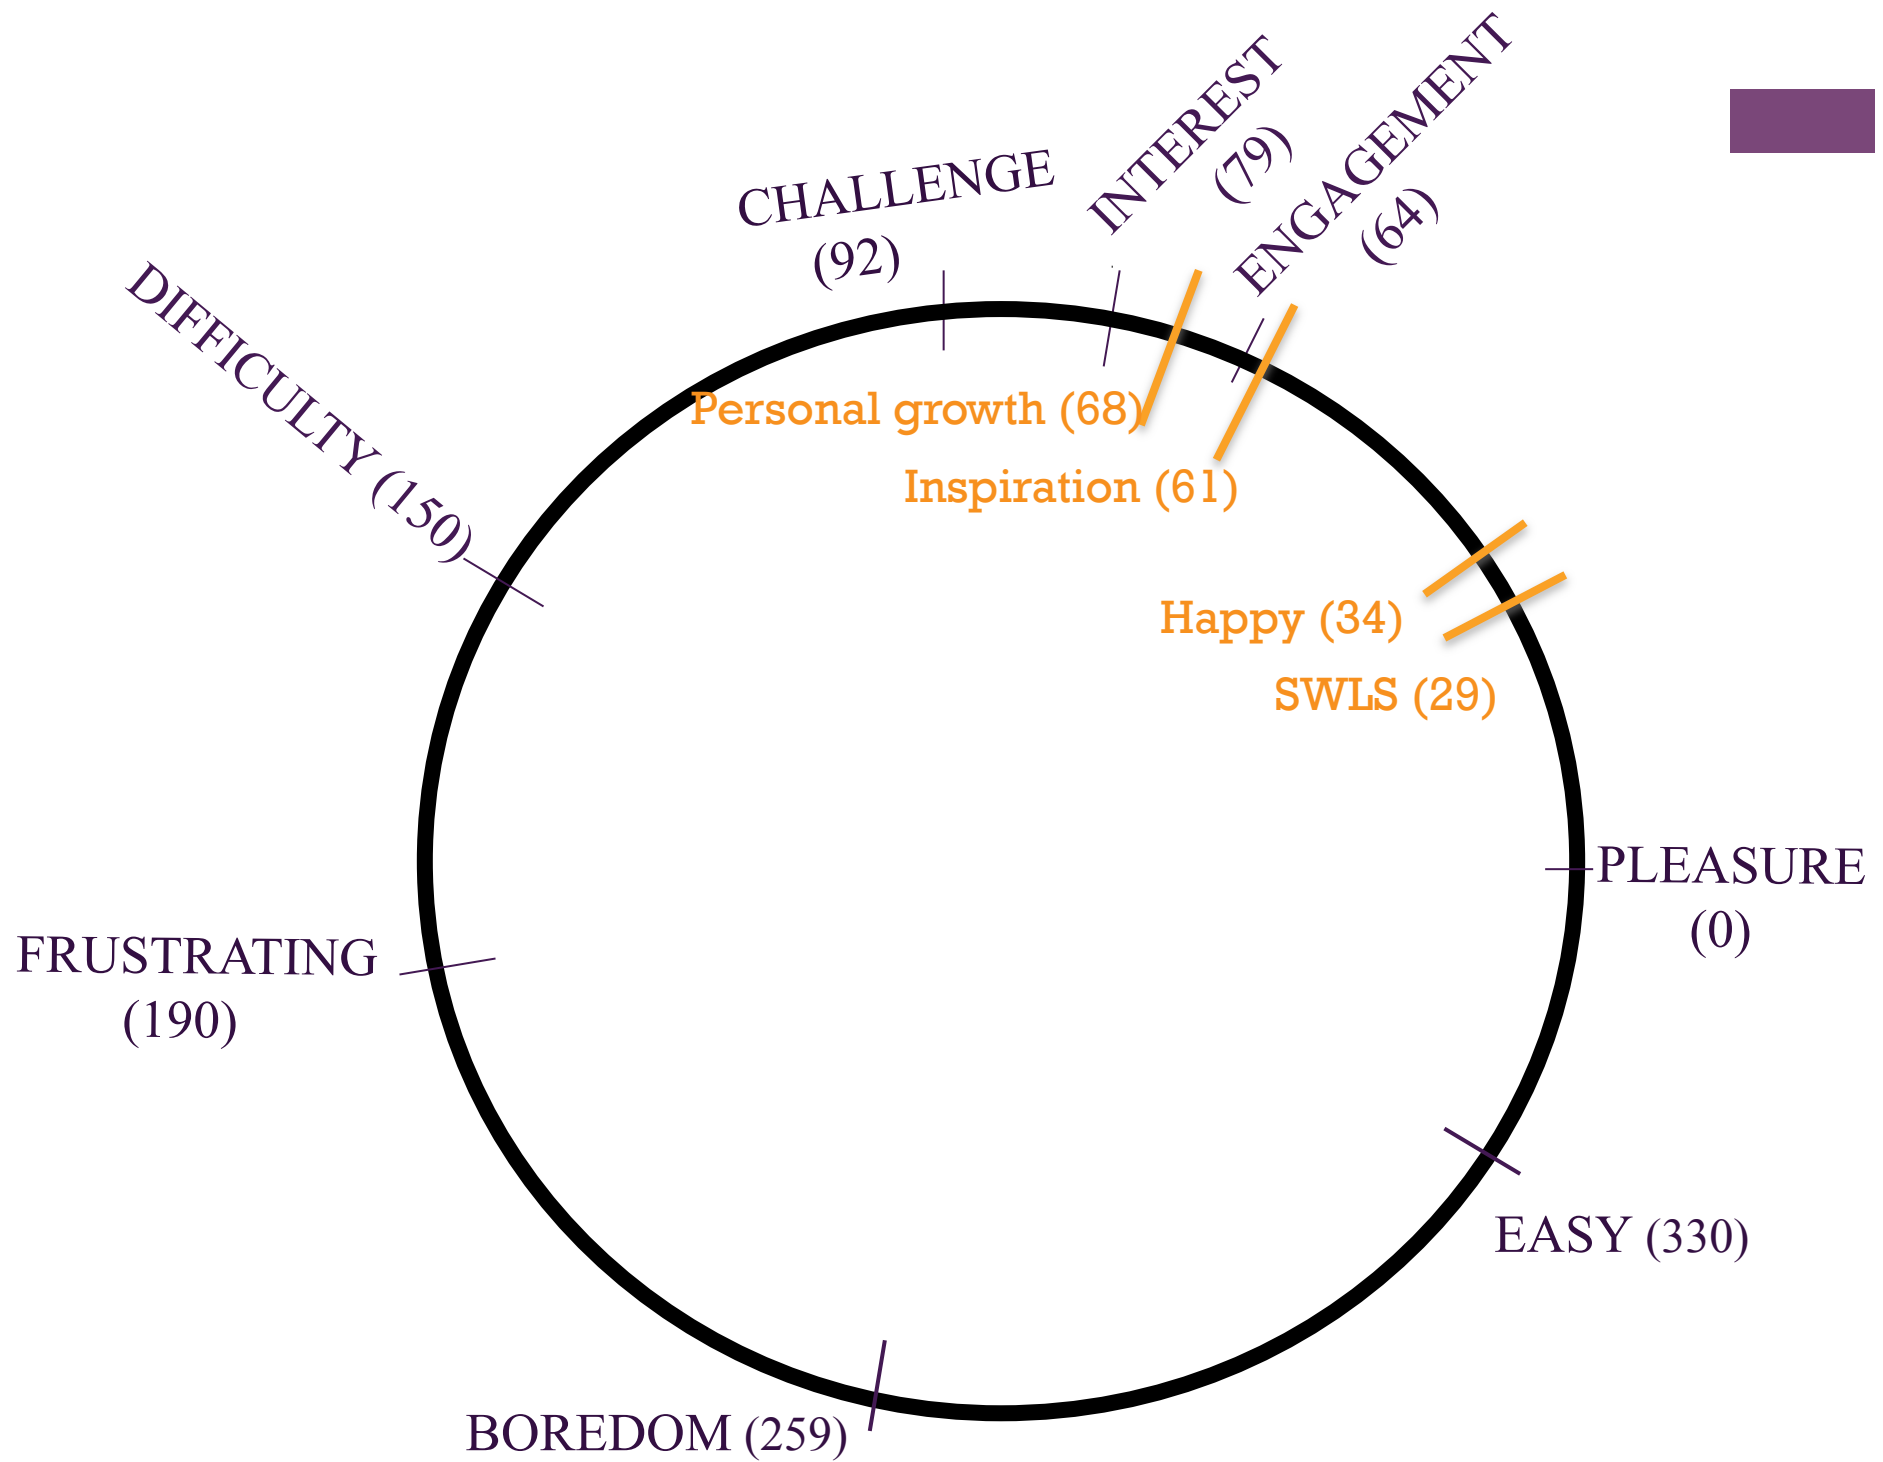 INTEREST
(79)
ENGAGEMENT
(64)
CHALLENGE
(92)
DIFFICULTY (150)
Personal growth (68)
Inspiration (61)
Happy (34)
SWLS (29)
PLEASURE
(0)
FRUSTRATING
(190)
EASY (330)
BOREDOM (259)